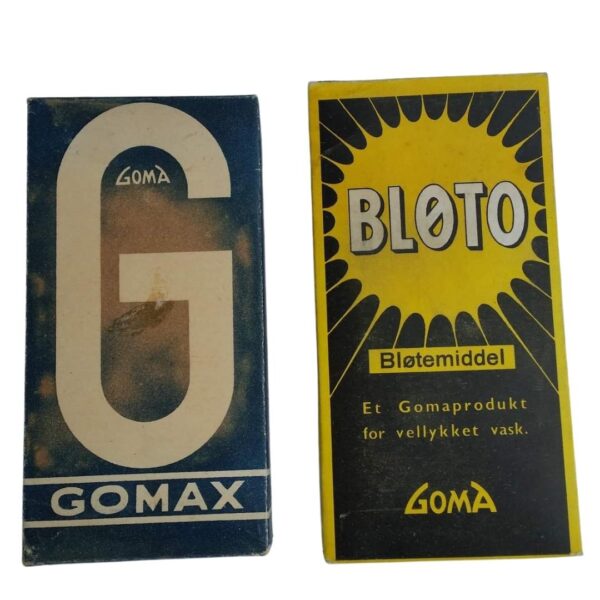 G
GOMA
GOMAX
BLØTO
Bløtemiddel
Et Gomaprodukt
for vellykket vask.
GOMA